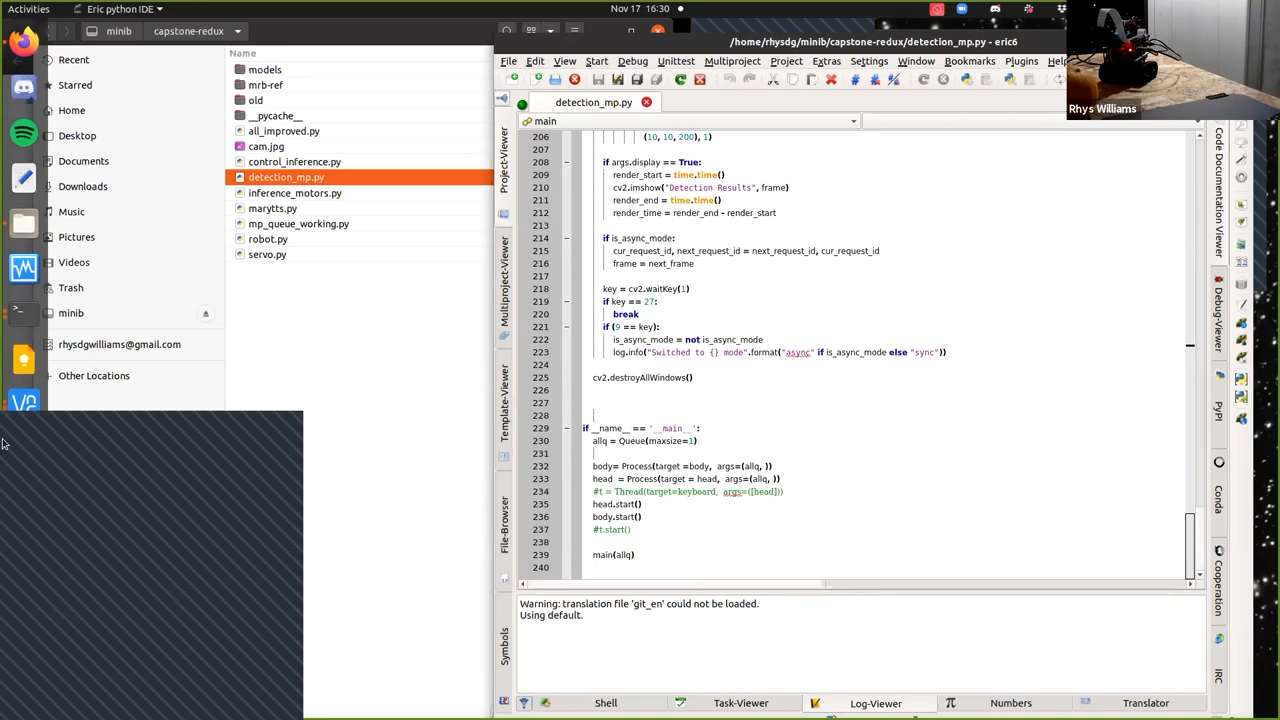 Activities
Eric python IDE
Nov 17 16:30
minib
capstone-redux
Recent
Starred
Home
Desktop
Documents
Downloads
Music
Pictures
Videos
Trash
minib
rhysdgwilliams@gmail.com
Other Locations
Name
models
mrb-ref
old
__pycache__
all_improved.py
cam.jpg
control_inference.py
detection_mp.py
inference_motors.py
marytts.py
mp_queue_working.py
robot.py
servo.py
/home/rhysdg/minib/capstone-redux/detection_mp.py - eric6
File Edit View Start Debug Unittest Multiproject Project Extras Settings Window Bookmarks Plugins
detection_mp.py
main
206 (10, 10, 200), 1)
207
208 if args.display == True:
209 render_start = time.time()
210 cv2.imshow("Detection Results", frame)
211 render_end = time.time()
212 render_time = render_end - render_start
213
214 if is_async_mode:
215 cur_request_id, next_request_id = next_request_id, cur_request_id
216 frame = next_frame
217
218 key = cv2.waitKey(1)
219 if key == 27:
220 break
221 if (9 == key):
222 is_async_mode = not is_async_mode
223 log.info("Switched to {} mode".format("async" if is_async_mode else "sync"))
224
225 cv2.destroyAllWindows()
226
227
228
229 if __name__ == '__main__':
230 allq = Queue(maxsize=1)
231
232 body= Process(target =body, args=(allq, ))
233 head = Process(target = head, args=(allq, ))
234 #t = Thread(target=keyboard, args=([head]))
235 head.start()
236 body.start()
237 #t.start()
238
239 main(allq)
240
Warning: translation file 'git_en' could not be loaded.
Using default.
Shell
Task-Viewer
Log-Viewer
Numbers
Translator
Project-Viewer
Multiproject-Viewer
Template-Viewer
File-Browser
Symbols
Code Documentation Viewer
Debug-Viewer
PyPI
Conda
Cooperation
IRC
Rhys Williams